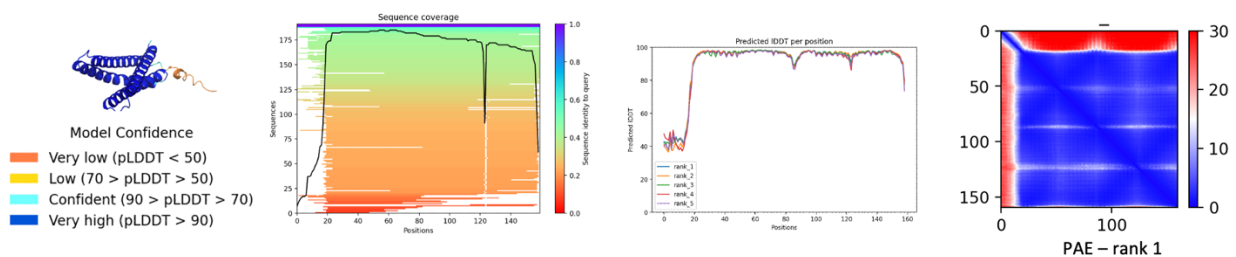 Model Confidence
Very low (pLDDT < 50)
Low (70 > pLDDT > 50)
Confident (90 > pLDDT > 70)
Very high (pLDDT > 90)
Sequence coverage
Sequences
175
150
125
100
75
50
25
0
0 20 40 60 80 100 120 140
Positions
1.0
0.8
0.6
0.4
0.2
0.0
Sequence identity to query
Predicted lDDT per position
Predicted lDDT
100
80
60
40
20
0
rank_1
rank_2
rank_3
rank_4
rank_5
0 20 40 60 80 100 120 140 160
Positions
0
50
100
150
0 100
30
20
10
0
PAE – rank 1